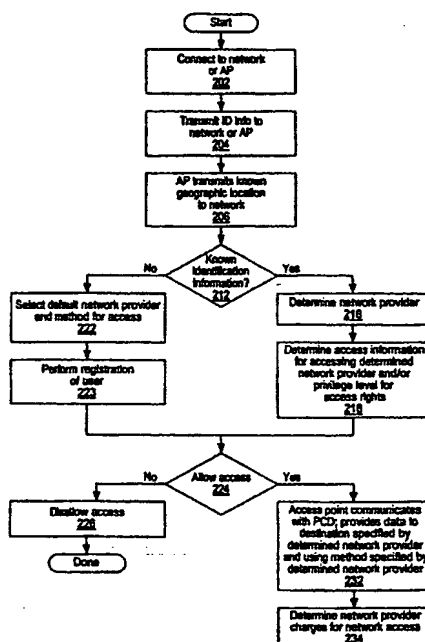 Start
Connect to network
or AP
202
Transmit ID info to
network or AP
204
AP transmits known
geographic location
to network
206
Known
identification
information?
212
No
Yes
Select default network provider
and method for access
222
Determine network provider
216
Perform registration
of user
223
Determine access information
for accessing determined
network provider and/or
privilege level for
access rights
218
Allow access
224
No
Yes
Disallow access
226
Done
Access point communicates
with PCD; provides data to
destination specified by
determined network provider
and using method specified by
determined network provider
232
Determine network provider
charges for network access
234